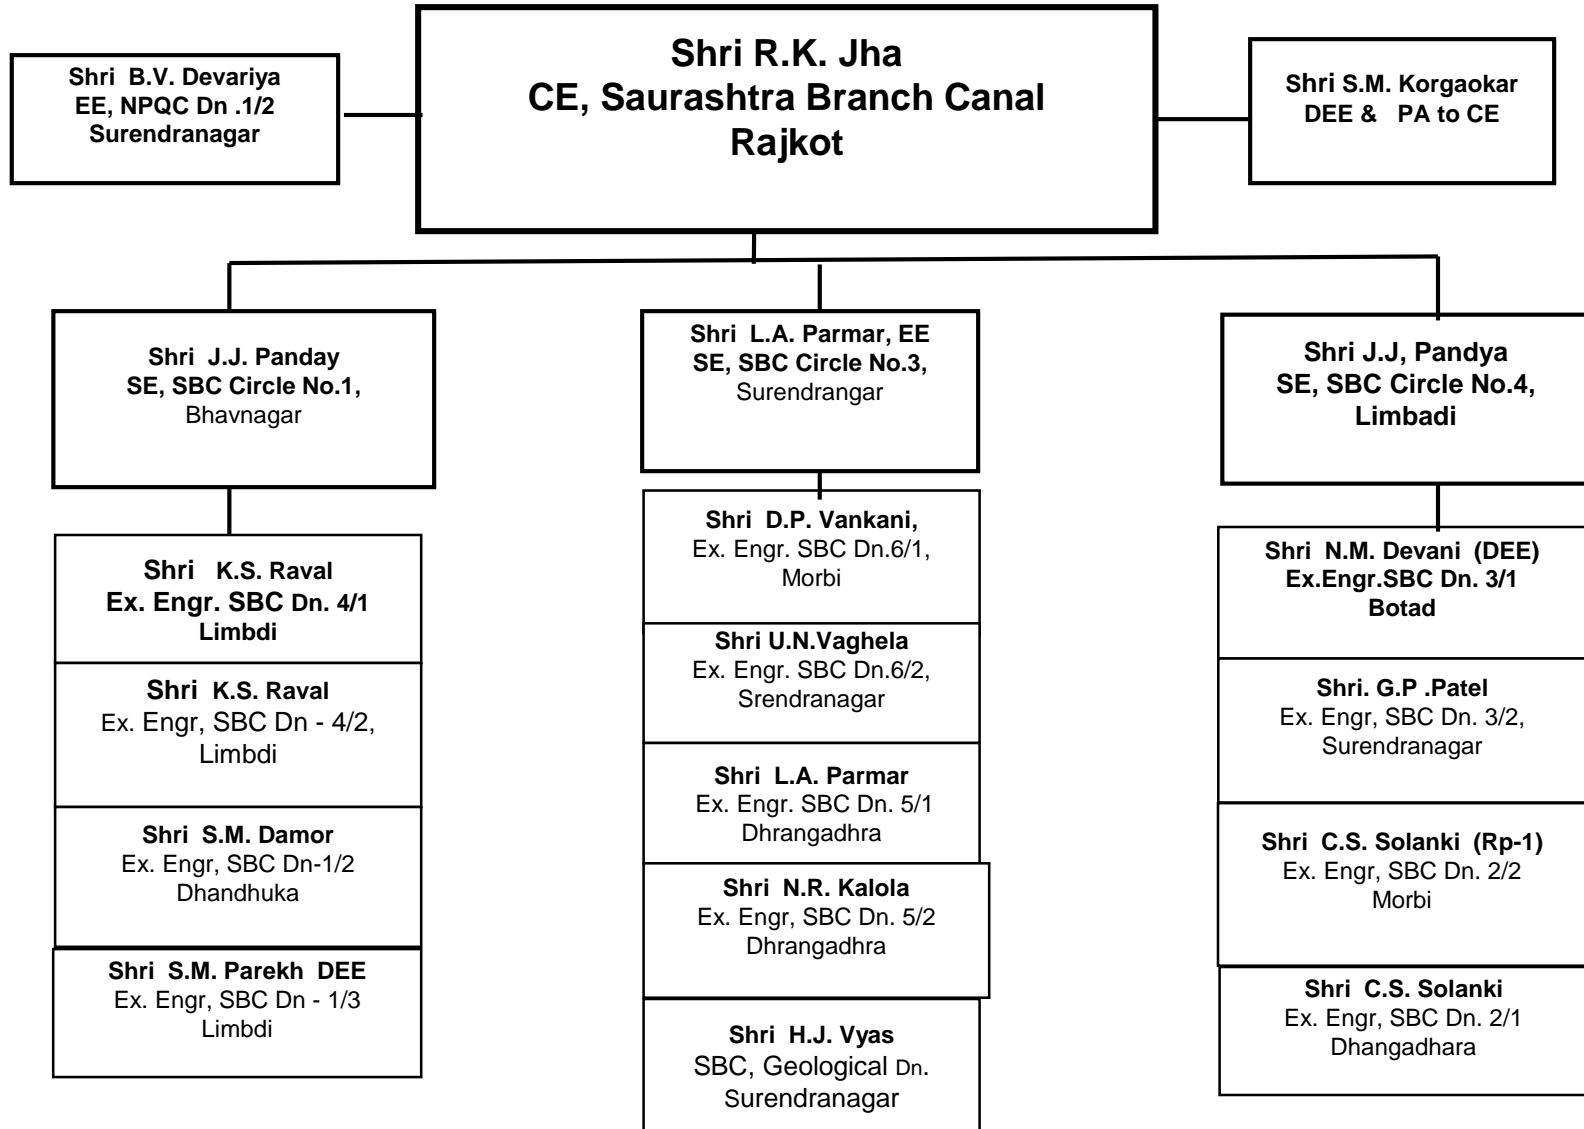 Shri B.V. Devariya
EE, NPQC Dn .1/2
Surendranagar
Shri R.K. Jha
CE, Saurashtra Branch Canal
Rajkot
Shri S.M. Korgaokar
DEE & PA to CE
Shri J.J. Panday
SE, SBC Circle No.1,
Bhavnagar
Shri K.S. Raval
Ex. Engr. SBC Dn. 4/1
Limbdi
Shri K.S. Raval
Ex. Engr, SBC Dn - 4/2,
Limbdi
Shri S.M. Damor
Ex. Engr, SBC Dn-1/2
Dhandhuka
Shri S.M. Parekh DEE
Ex. Engr, SBC Dn - 1/3
Limbdi
Shri L.A. Parmar, EE
SE, SBC Circle No.3,
Surendrangar
Shri D.P. Vankani,
Ex. Engr. SBC Dn.6/1,
Morbi
Shri U.N.Vaghela
Ex. Engr. SBC Dn.6/2,
Srendranagar
Shri L.A. Parmar
Ex. Engr. SBC Dn. 5/1
Dhrangadhra
Shri N.R. Kalola
Ex. Engr, SBC Dn. 5/2
Dhrangadhra
Shri H.J. Vyas
SBC, Geological Dn.
Surendranagar
Shri J.J, Pandya
SE, SBC Circle No.4,
Limbadi
Shri N.M. Devani (DEE)
Ex.Engr.SBC Dn. 3/1
Botad
Shri. G.P .Patel
Ex. Engr, SBC Dn. 3/2,
Surendranagar
Shri C.S. Solanki (Rp-1)
Ex. Engr, SBC Dn. 2/2
Morbi
Shri C.S. Solanki
Ex. Engr, SBC Dn. 2/1
Dhangadhara